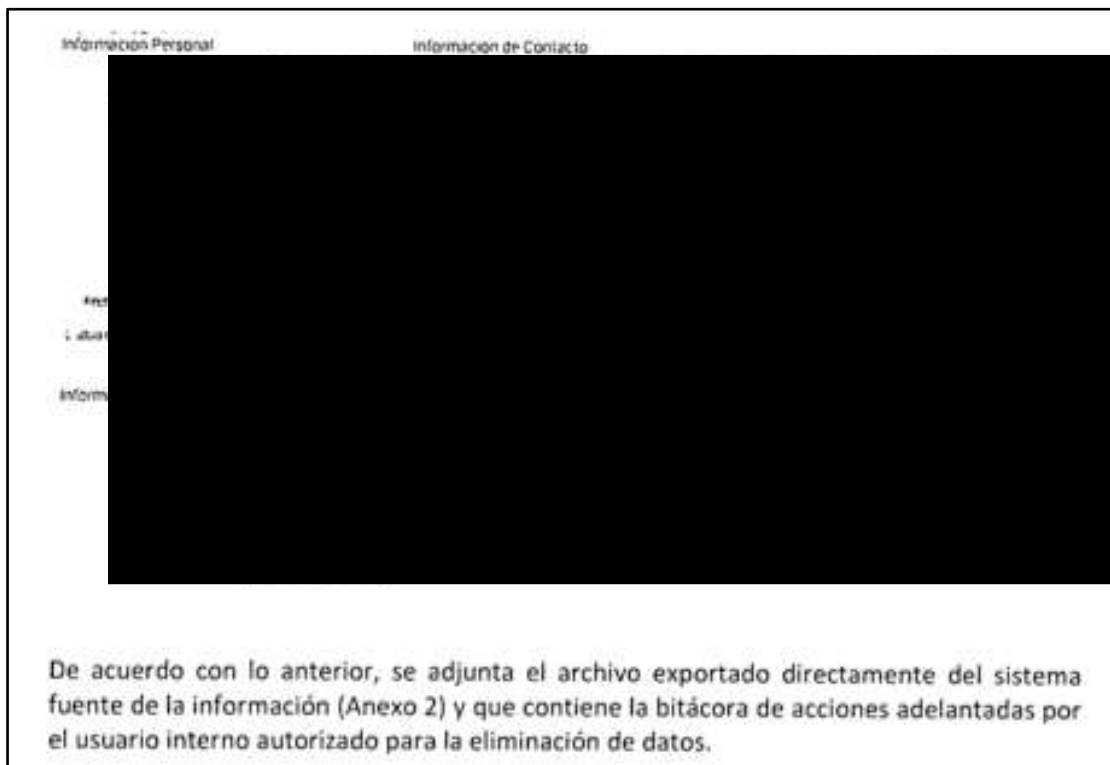 Información Personal Información de Contacto
Inform
De acuerdo con lo anterior, se adjunta el archivo exportado directamente del sistema
fuente de la información (Anexo 2) y que contiene la bitácora de acciones adelantadas por
el usuario interno autorizado para la eliminación de datos.